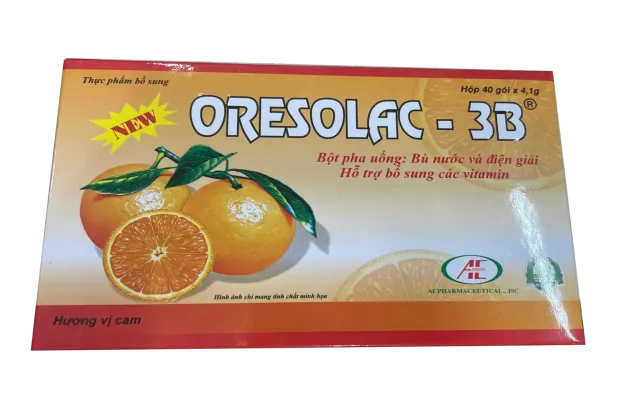 Thực phẩm bổ sung
Hộp 40 gói x 4,1g
NEW
ORESOLAC - 3B®
Bột pha uống: Bù nước và điện giải
Hỗ trợ bổ sung các vitamin
AC
ACPHARMACEUTICAL., JSC
Hình ảnh chỉ mang tính chất minh họa
Hương vị cam